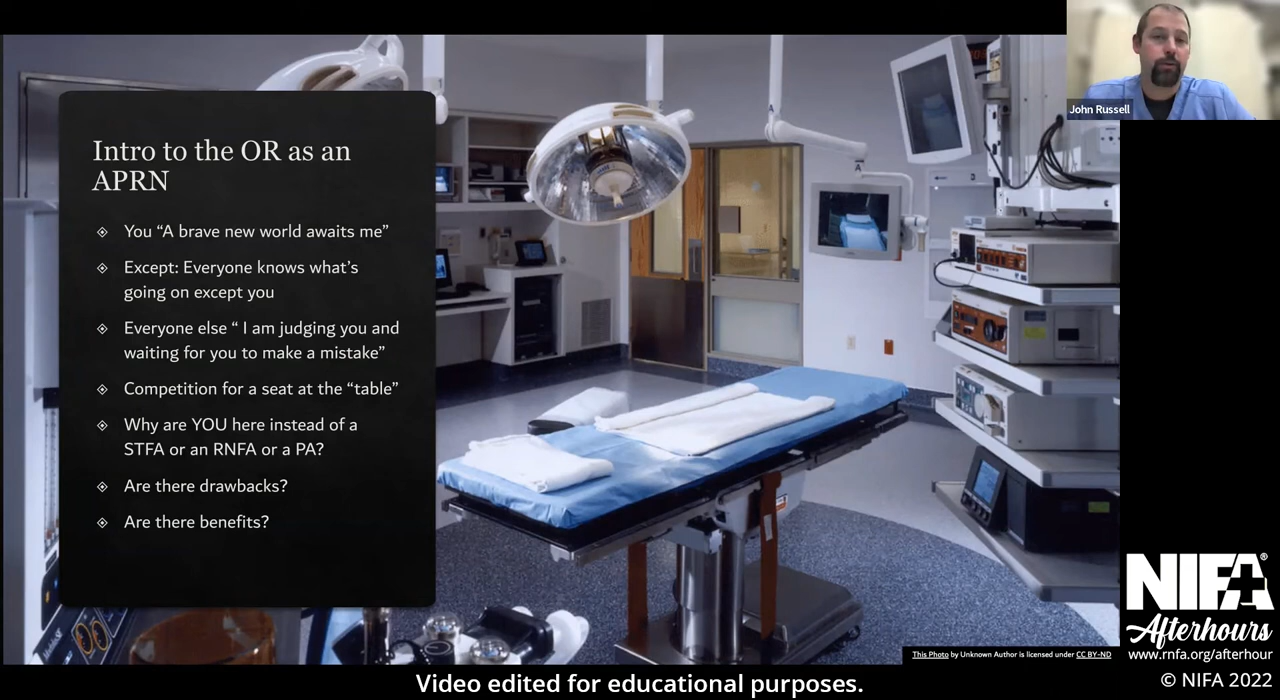 John Russell
Intro to the OR as an
APRN
You “A brave new world awaits me”
Except: Everyone knows what’s
going on except you
Everyone else “ I am judging you and
waiting for you to make a mistake”
Competition for a seat at the “table”
Why are YOU here instead of a
STFA or an RNFA or a PA?
Are there drawbacks?
Are there benefits?
This Photo by Unknown Author is licensed under CC BY-ND
NIFA®
Afterhours
www.rnfa.org/afterhour
© NIFA 2022
Video edited for educational purposes.